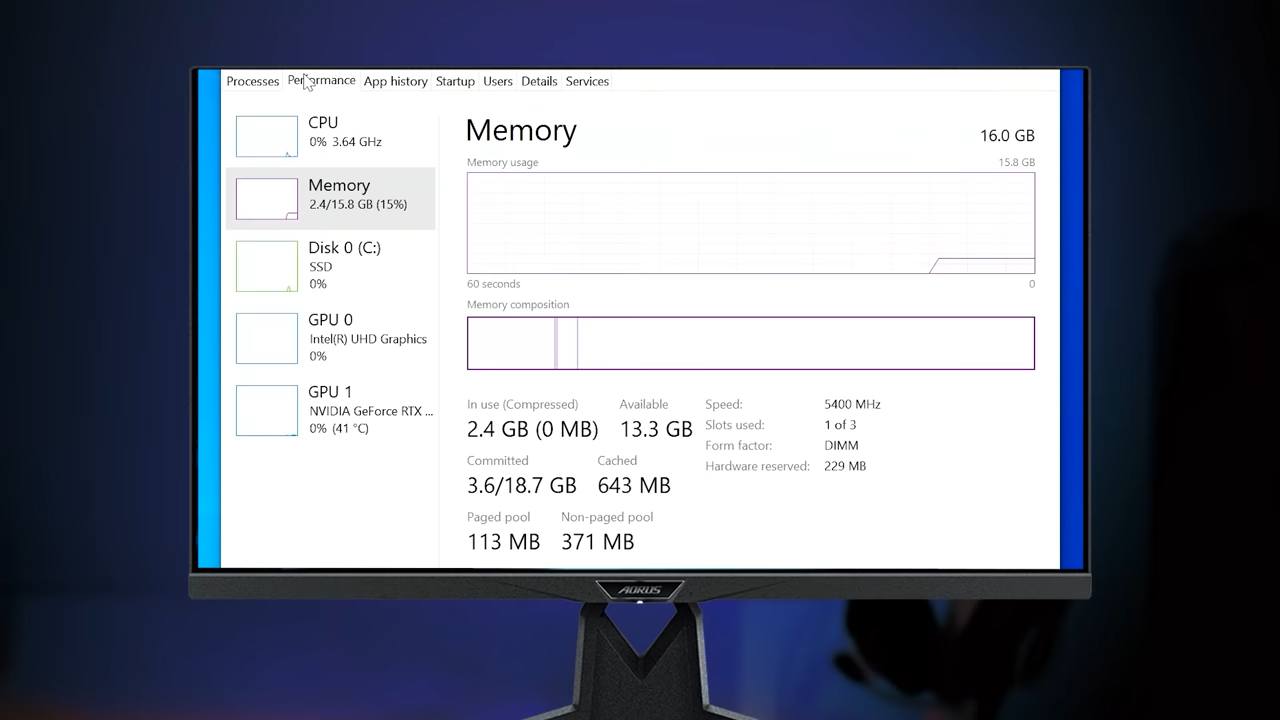 Processes Performance App history Startup Users Details Services
CPU
0% 3.64 GHz
Memory
2.4/15.8 GB (15%)
Disk 0 (C:)
SSD
0%
GPU 0
Intel(R) UHD Graphics
0%
GPU 1
NVIDIA GeForce RTX ...
0% (41 °C)
Memory 16.0 GB
Memory usage 15.8 GB
60 seconds 0
Memory composition
In use (Compressed) Available
2.4 GB (0 MB) 13.3 GB
Committed Cached
3.6/18.7 GB 643 MB
Paged pool Non-paged pool
113 MB 371 MB
Speed: 5400 MHz
Slots used: 1 of 3
Form factor: DIMM
Hardware reserved: 229 MB
AORUS